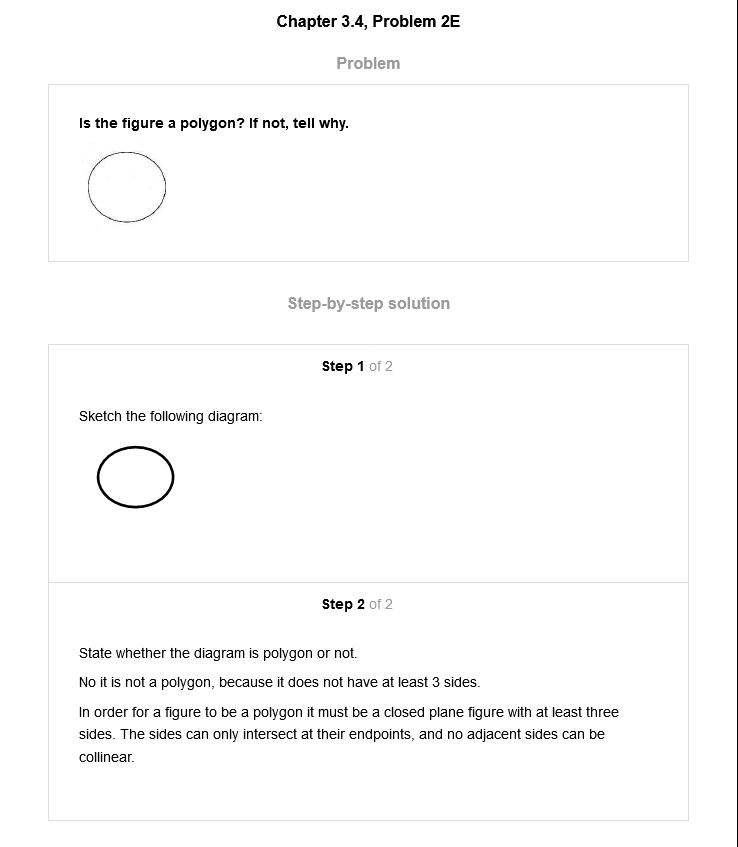 Chapter 3.4, Problem 2E
Problem
Is the figure a polygon? If not, tell why.
Step-by-step solution
Step 1 of 2
Sketch the following diagram:
Step 2 of 2
State whether the diagram is polygon or not.
No it is not a polygon, because it does not have at least 3 sides.
In order for a figure to be a polygon it must be a closed plane figure with at least three
sides. The sides can only intersect at their endpoints, and no adjacent sides can be
collinear.